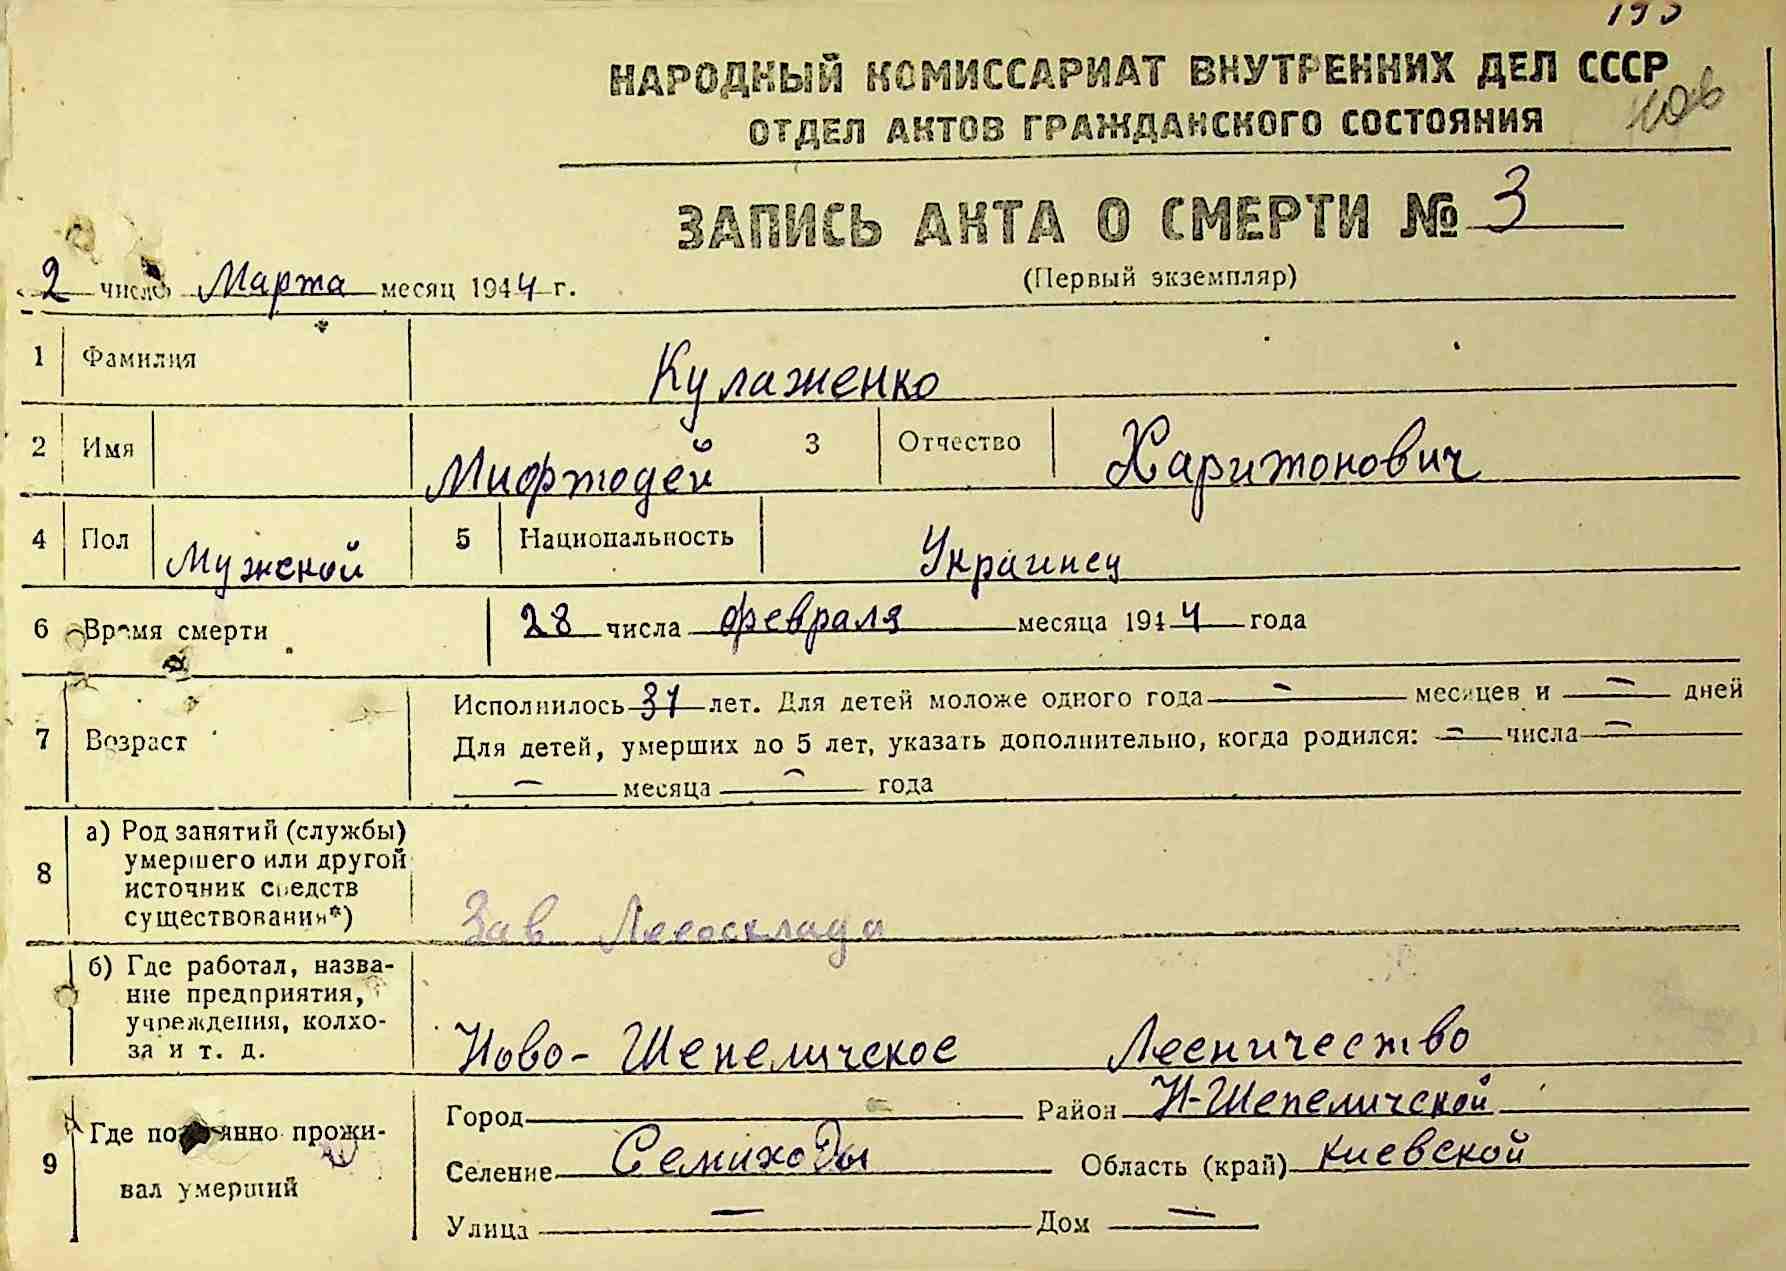 193
НАРОДНЫЙ КОМИССАРИАТ ВНУТРЕННИХ ДЕЛ СССР
ОТДЕЛ АКТОВ ГРАЖДАНСКОГО СОСТОЯНИЯ
ЗАПИСЬ АКТА О СМЕРТИ № 3
(Первый экземпляр)
2 число Марта месяц 1944 г.
1 Фамилия Кулаженко
2 Имя Мифтодей 3 Отчество Харитонович
4 Пол Мужской 5 Национальность Украинец
6 Время смерти 28 числа февраля месяца 1944 года
7 Возраст
Исполнилось 37 лет. Для детей моложе одного года — месяцев и — дней
Для детей, умерших до 5 лет, указать дополнительно, когда родился: — числа —
— месяца — года
8 а) Род занятий (службы)
умершего или другой
источник средств
существования*) Зав Лесосклада
б) Где работал, назва-
ние предприятия,
учреждения, колхо-
за и т. д. Ново-Шепеличское Лесничество
9 Где постоянно прожи-
вал умерший
Город Район Н-Шепеличской
Селение Семиходы Область (край) Киевской
Улица — Дом —